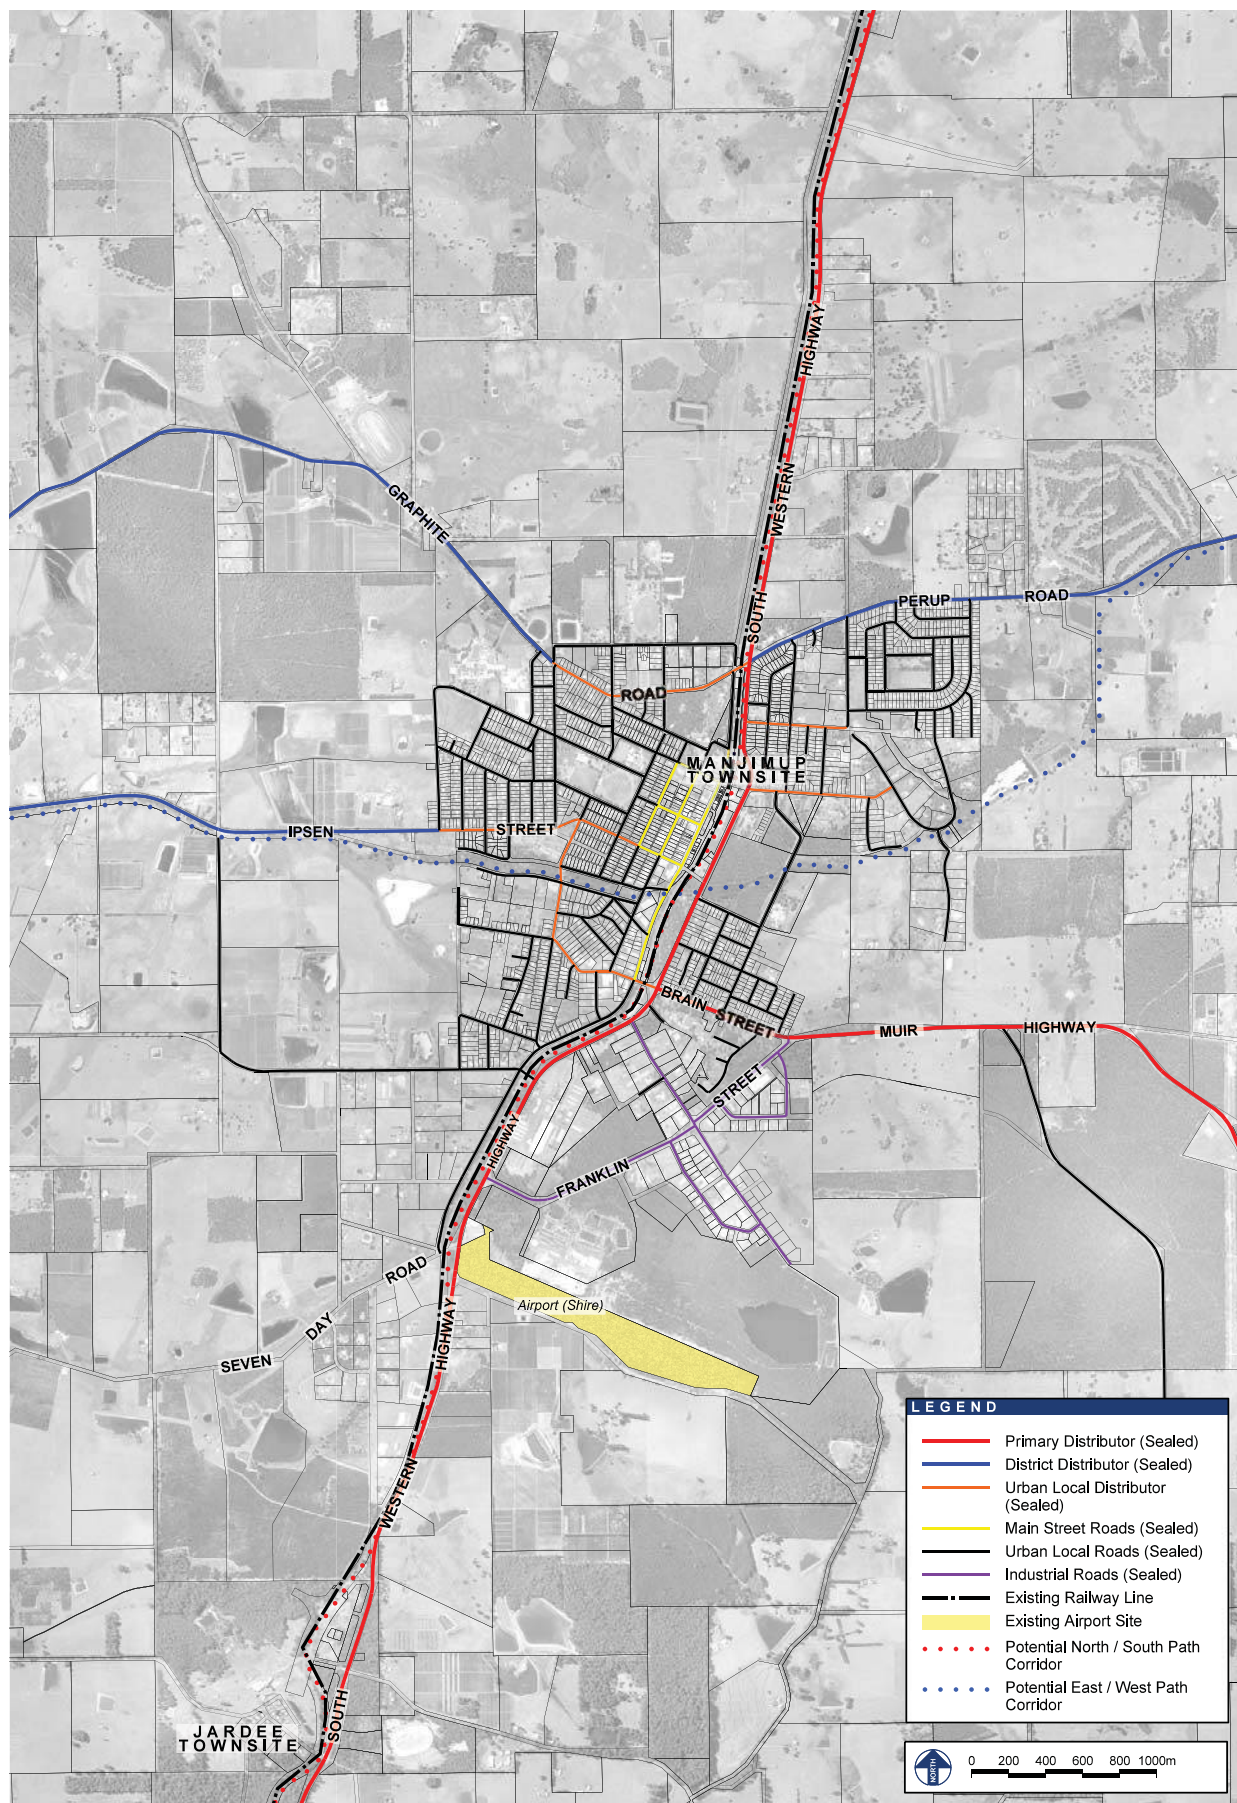 HIGHWAY
WESTERN
SOUTH
GRAPHITE
ROAD
PERUP
ROAD
MANJIMUP
TOWNSITE
IPSEN
STREET
BRAIN
STREET
MUIR
HIGHWAY
STREET
FRANKLIN
HIGHWAY
ROAD
DAY
SEVEN
Airport (Shire)
HIGHWAY
WESTERN
SOUTH
JARDEE
TOWNSITE
LEGEND
Primary Distributor (Sealed)
District Distributor (Sealed)
Urban Local Distributor
(Sealed)
Main Street Roads (Sealed)
Urban Local Roads (Sealed)
Industrial Roads (Sealed)
Existing Railway Line
Existing Airport Site
Potential North / South Path
Corridor
Potential East / West Path
Corridor
NORTH
0 200 400 600 800 1000m